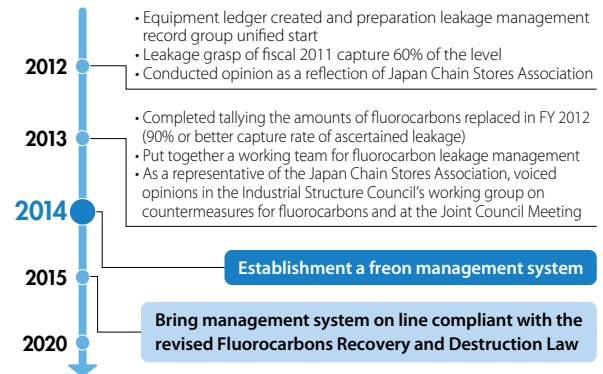 • Equipment ledger created and preparation leakage management
record group unified start
• Leakage grasp of fiscal 2011 capture 60% of the level
2012
• Conducted opinion as a reflection of Japan Chain Stores Association
• Completed tallying the amounts of fluorocarbons replaced in FY 2012
2013
(90% or better capture rate of ascertained leakage)
• Put together a working team for fluorocarbon leakage management
• As a representative of the Japan Chain Stores Association, voiced
opinions in the Industrial Structure Council's working group on
countermeasures for fluorocarbons and at the Joint Council Meeting
2014
Establishment a freon management system
2015
Bring management system on line compliant with the
revised Fluorocarbons Recovery and Destruction Law
2020